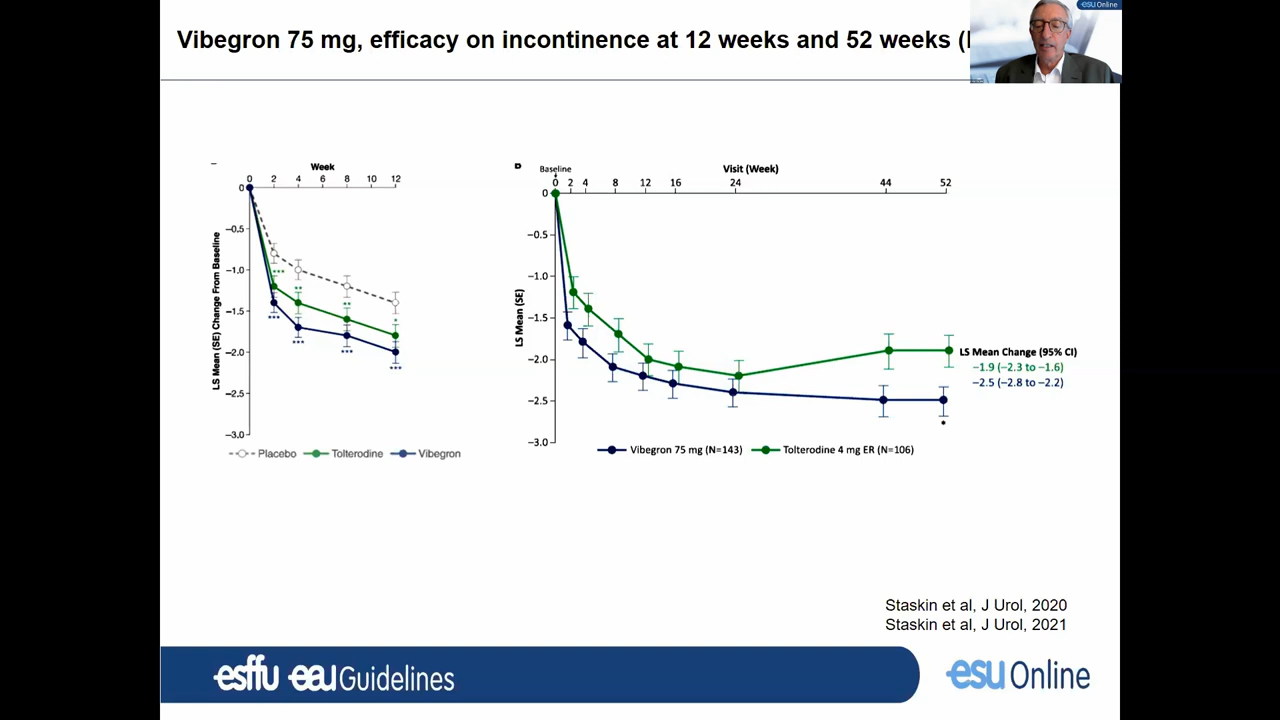 Vibegron 75 mg, efficacy on incontinence at 12 weeks and 52 weeks (
esu Online
Week
0 2 4 6 8 10 12
0
−0.5
−1.0
−1.5
−2.0
−2.5
−3.0
LS Mean (SE) Change From Baseline
***
**
**
*
***
***
***
***
Placebo Tolterodine Vibegron
Baseline
Visit (Week)
0 2 4 8 12 16 24 44 52
0
−0.5
−1.0
−1.5
−2.0
−2.5
−3.0
LS Mean (SE)
LS Mean Change (95% CI)
−1.9 (−2.3 to −1.6)
−2.5 (−2.8 to −2.2)
*
Vibegron 75 mg (N=143) Tolterodine 4 mg ER (N=106)
Staskin et al, J Urol, 2020
Staskin et al, J Urol, 2021
esffu eau Guidelines
esu Online